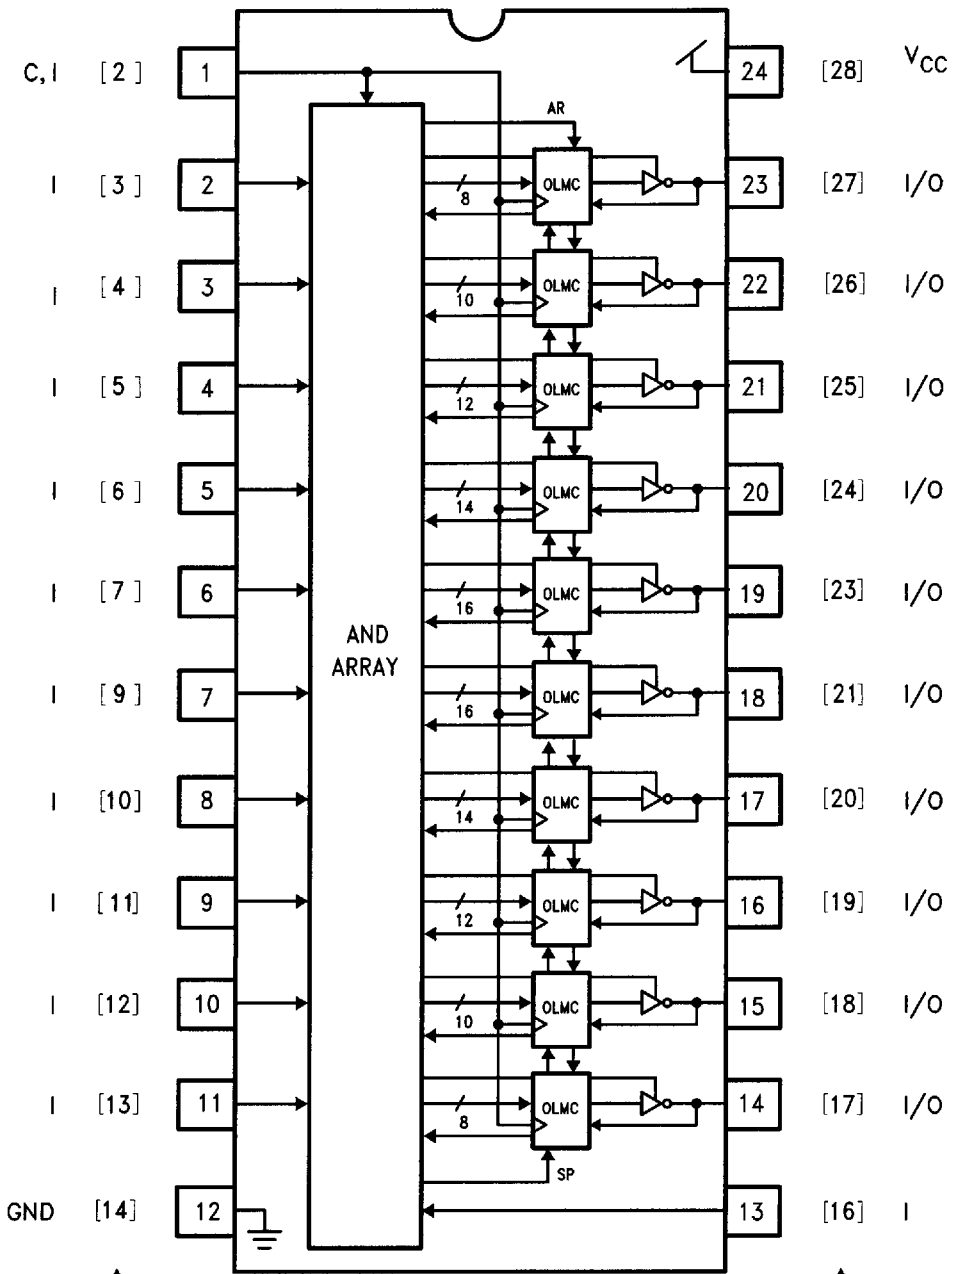 C, I [2] 1 24 [28] VCC
AR
I [3] 2 8 OLMC 23 [27] I/O
I [4] 3 10 OLMC 22 [26] I/O
I [5] 4 12 OLMC 21 [25] I/O
I [6] 5 14 OLMC 20 [24] I/O
I [7] 6 16 OLMC 19 [23] I/O
AND
ARRAY
I [9] 7 16 OLMC 18 [21] I/O
I [10] 8 14 OLMC 17 [20] I/O
I [11] 9 12 OLMC 16 [19] I/O
I [12] 10 10 OLMC 15 [18] I/O
I [13] 11 8 OLMC 14 [17] I/O
SP
GND [14] 12 13 [16] I